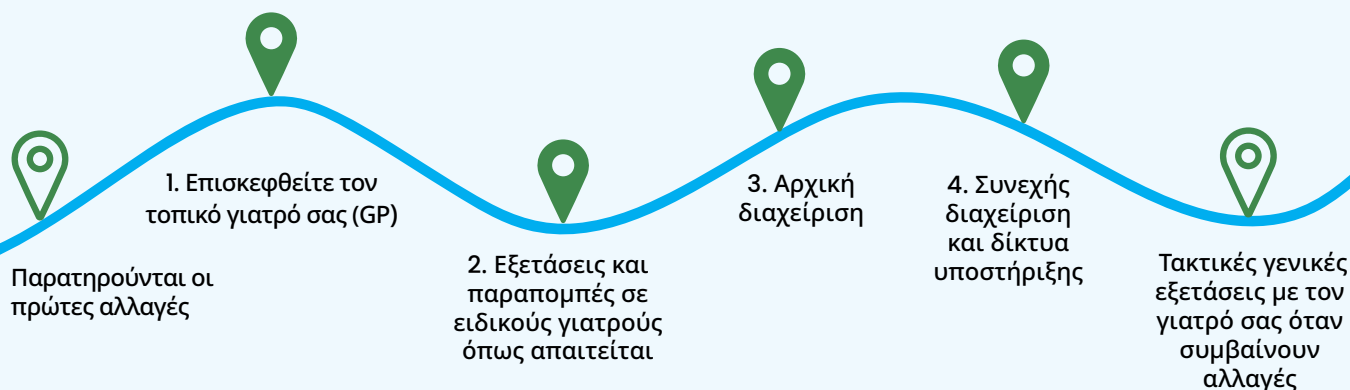 Παρατηρούνται οι
πρώτες αλλαγές
1. Επισκεφθείτε τον
τοπικό γιατρό σας (GP)
2. Εξετάσεις και
παραπομπές σε
ειδικούς γιατρούς
όπως απαιτείται
3. Αρχική
διαχείριση
4. Συνεχής
διαχείριση
και δίκτυα
υποστήριξης
Τακτικές γενικές
εξετάσεις με τον
γιατρό σας όταν
συμβαίνουν
αλλαγές